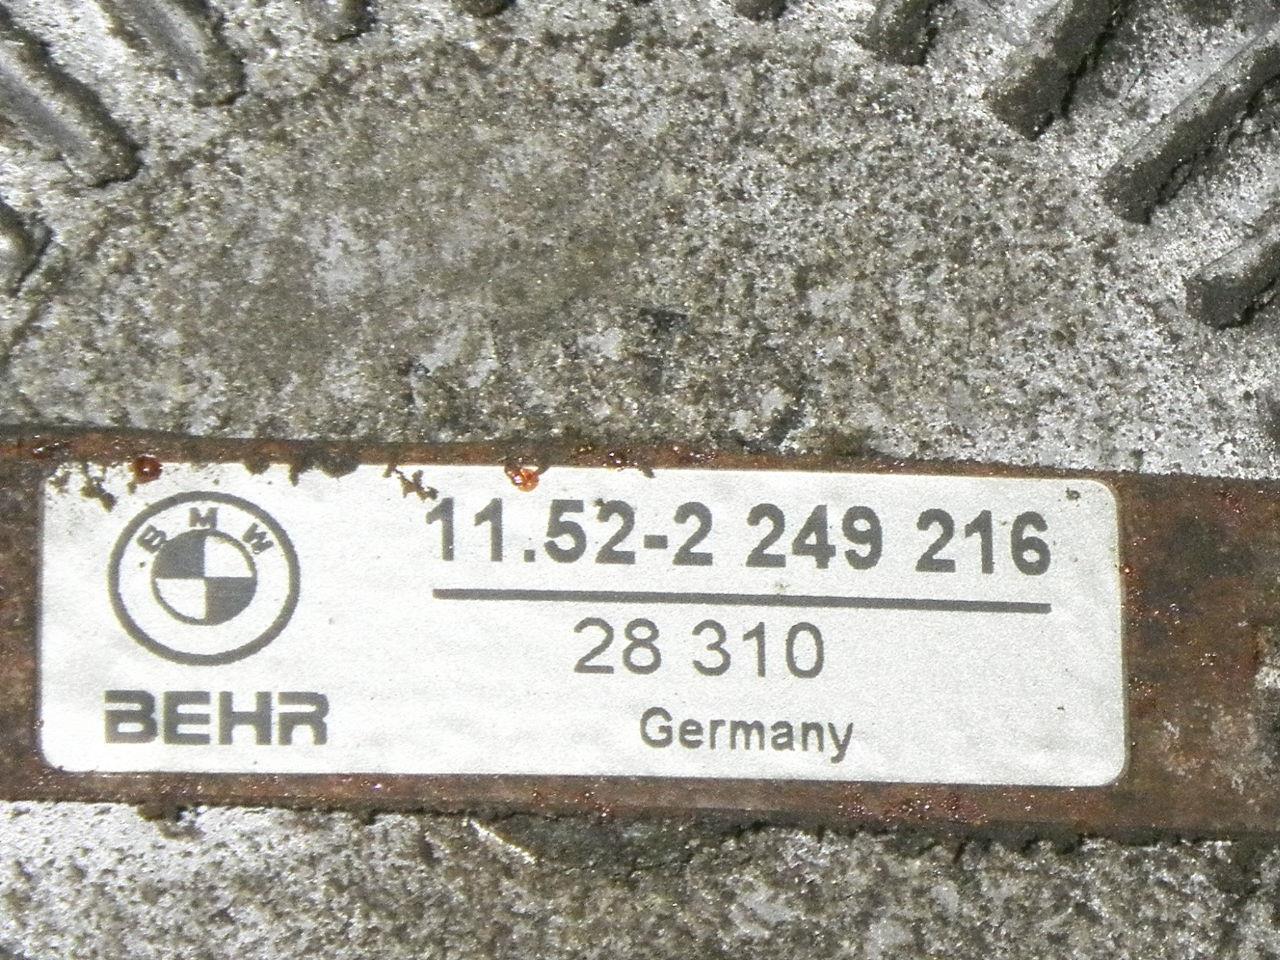 BMW
11.52-2 249 216
28 310
BEHR
Germany